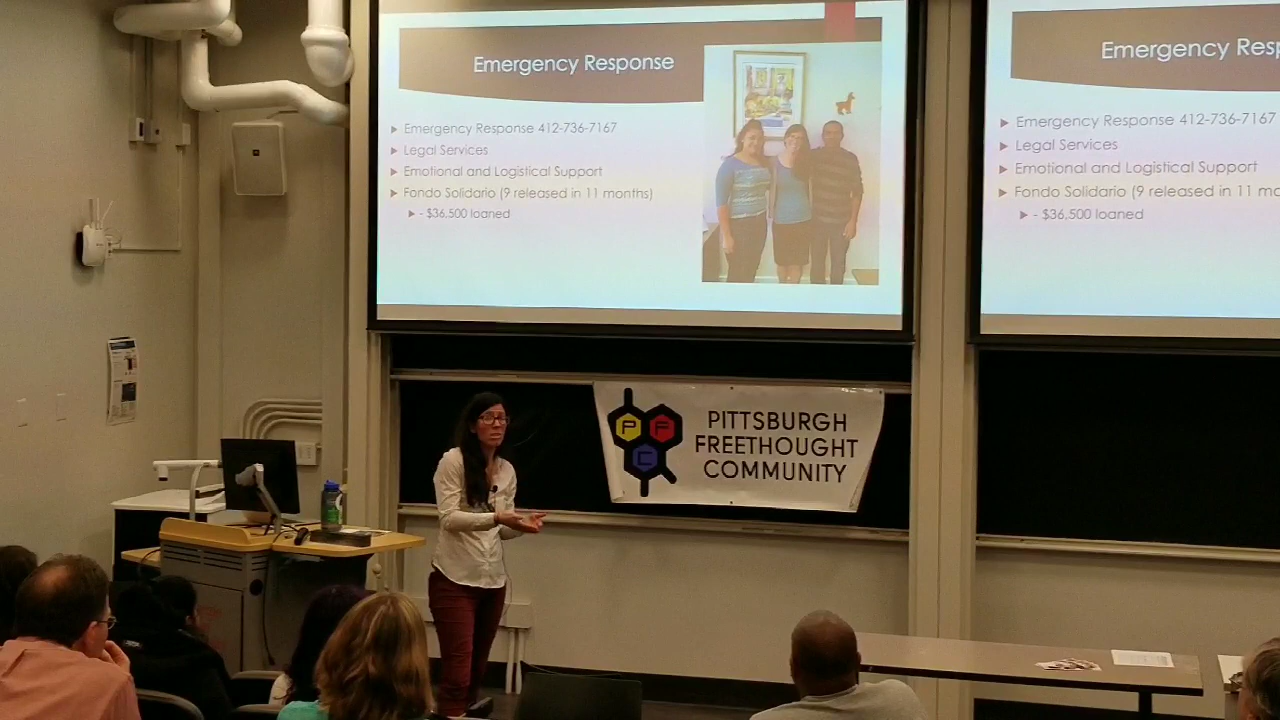 Emergency Response
Emergency Response 412-736-7167
Legal Services
Emotional and Logistical Support
Fondo Solidario (9 released in 11 months)
- $36,500 loaned
Emergency Resp
Emergency Response 412-736-7167
Legal Services
Emotional and Logistical Support
Fondo Solidario (9 released in 11 mo
- $36,500 loaned
P F
C
PITTSBURGH
FREETHOUGHT
COMMUNITY